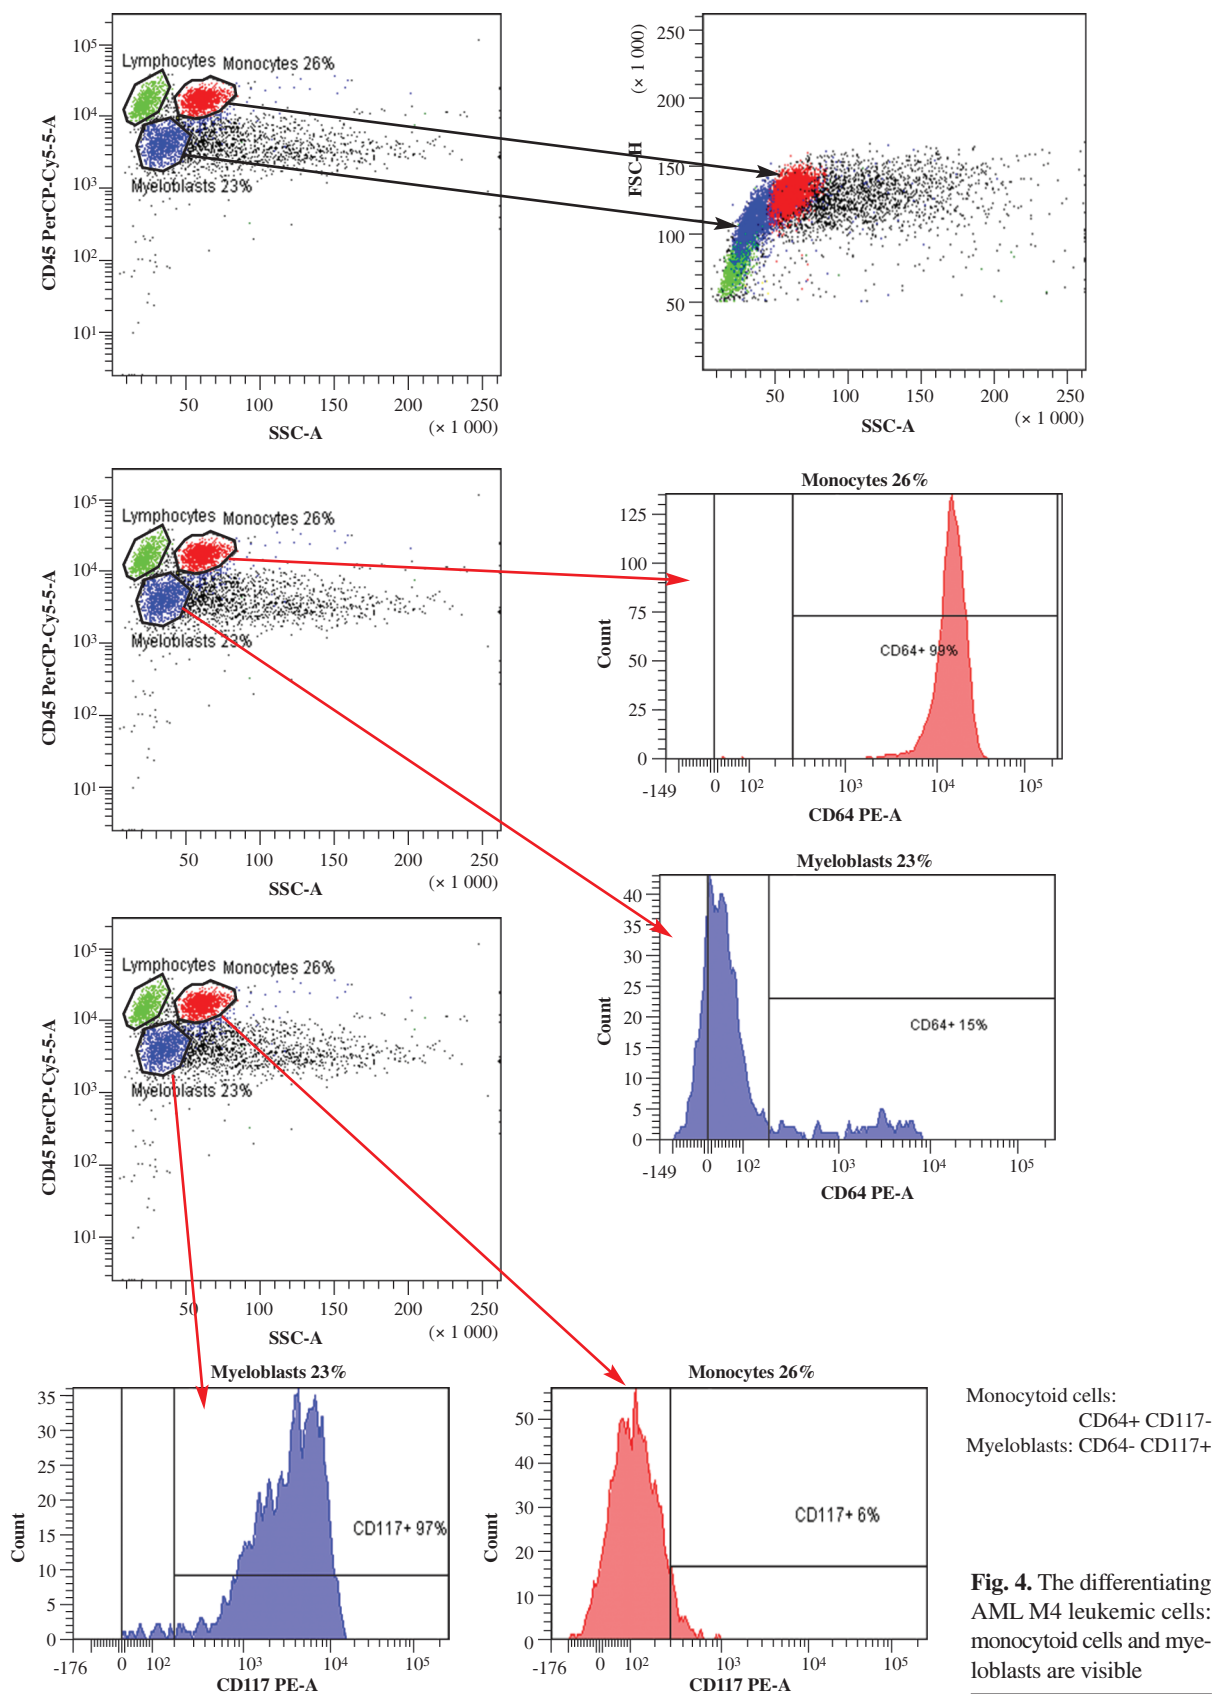 10⁵
10⁴
10³
10²
10¹
CD45 PerCP-Cy5-5-A
Lymphocytes
Monocytes 26%
Myeloblasts 23%
50 100 150 200 250
SSC-A
(× 1 000)
(× 1 000)
250
200
150
100
50
FSC-H
50 100 150 200 250
SSC-A
(× 1 000)
10⁵
10⁴
10³
10²
10¹
CD45 PerCP-Cy5-5-A
Lymphocytes
Monocytes 26%
Myeloblasts 23%
50 100 150 200 250
SSC-A
(× 1 000)
Monocytes 26%
125
100
75
50
25
0
Count
CD64+ 99%
-149 0 10² 10³ 10⁴ 10⁵
CD64 PE-A
Myeloblasts 23%
40
35
30
25
20
15
10
5
0
Count
CD64+ 15%
-149 0 10² 10³ 10⁴ 10⁵
CD64 PE-A
10⁵
10⁴
10³
10²
10¹
CD45 PerCP-Cy5-5-A
Lymphocytes
Monocytes 26%
Myeloblasts 23%
50 100 150 200 250
SSC-A
(× 1 000)
Myeloblasts 23%
35
30
25
20
15
10
5
0
Count
CD117+ 97%
-176 0 10² 10³ 10⁴ 10⁵
CD117 PE-A
Monocytes 26%
50
40
30
20
10
0
Count
CD117+ 6%
-176 0 10² 10³ 10⁴ 10⁵
CD117 PE-A
Monocytoid cells:
CD64+ CD117-
Myeloblasts: CD64- CD117+
Fig. 4. The differentiating
AML M4 leukemic cells:
monocytoid cells and mye-
loblasts are visible